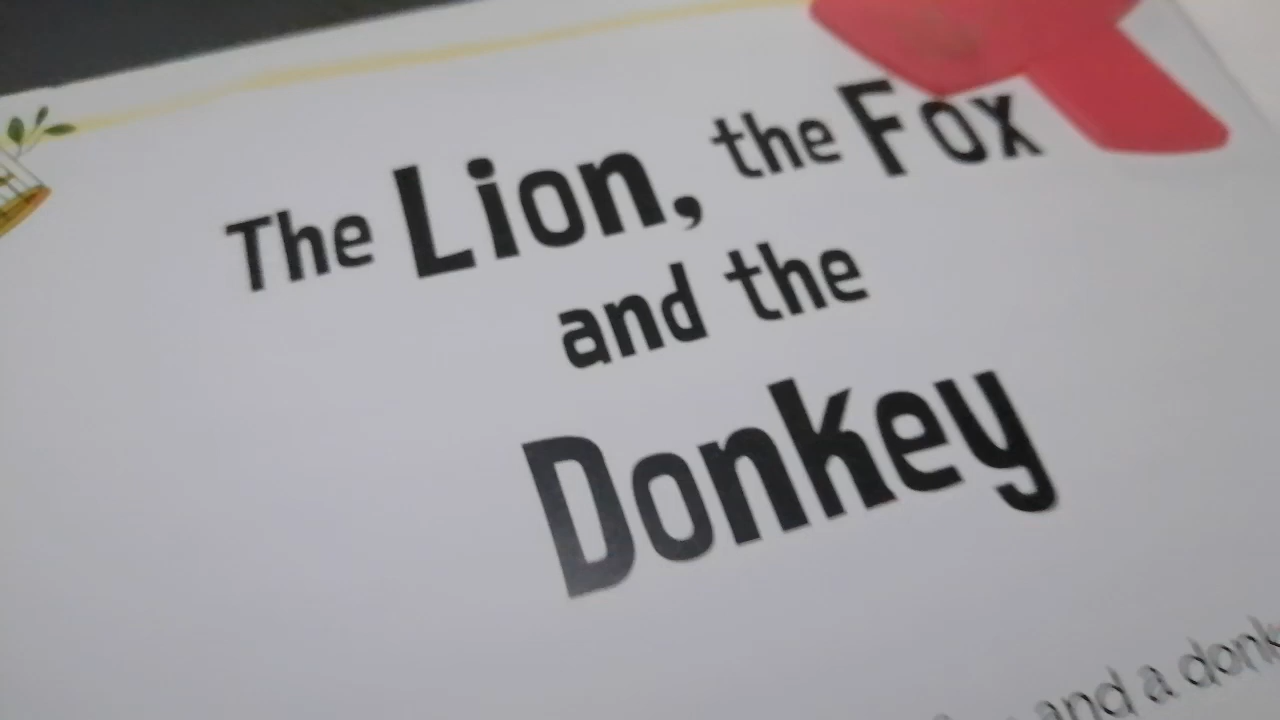 The Lion, the Fox
and the
Donkey
and a donk